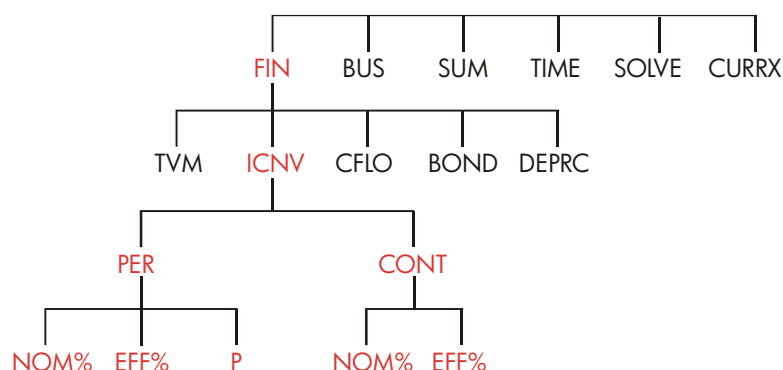 FIN BUS SUM TIME SOLVE CURRX
TVM ICNV CFLO BOND DEPRC
PER CONT
NOM% EFF% P NOM% EFF%